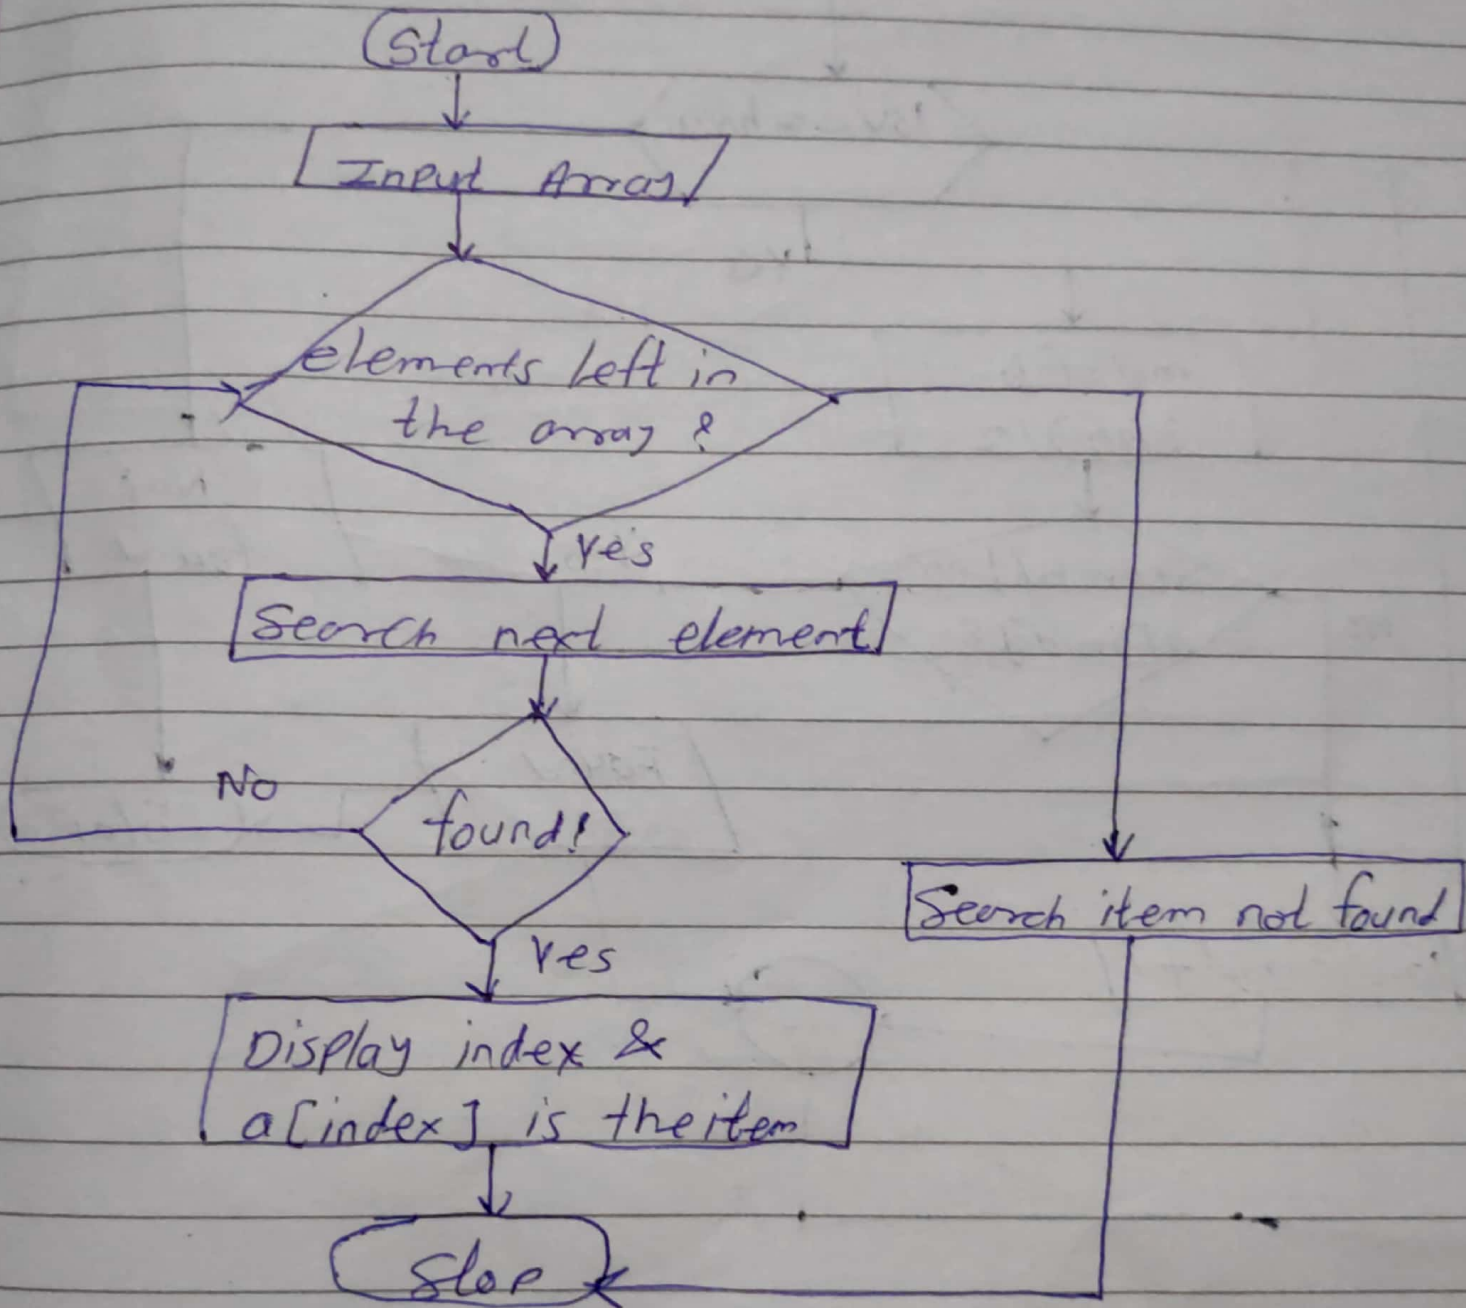 Start
Input Array
elements left in
the array ?
Yes
Search next element
No
found!
Search item not found
Yes
Display index &
a[index] is the item
Stop